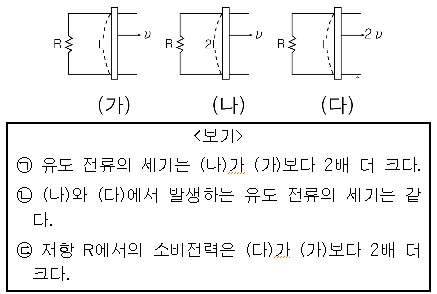 R l υ R 2l υ R l 2υ
(가) (나) (다)
<보기>
㉠ 유도 전류의 세기는 (나)가 (가)보다 2배 더 크다.
㉡ (나)와 (다)에서 발생하는 유도 전류의 세기는 같
다.
㉢ 저항 R에서의 소비전력은 (다)가 (가)보다 2배 더
크다.